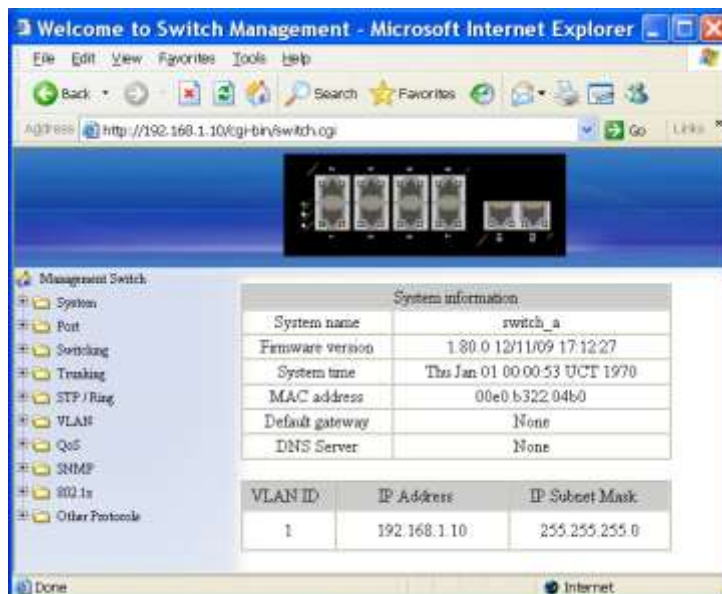 Welcome to Switch Management - Microsoft Internet Explorer
File Edit View Favorites Tools Help
Back Search Favorites
Address http://192.168.1.10/cgi-bin/switch.cgi Go Links »
Management Switch
System
Port
Switching
Trunking
STP / Ring
VLAN
QoS
SNMP
802.1x
Other Protocols
System information
System name switch_a
Firmware version 1.80.0 12/11/09 17:12:27
System time Thu Jan 01 00:00:53 UCT 1970
MAC address 00e0.b322.04b0
Default gateway None
DNS Server None
VLAN ID IP Address IP Subnet Mask
1 192.168.1.10 255.255.255.0
Done Internet